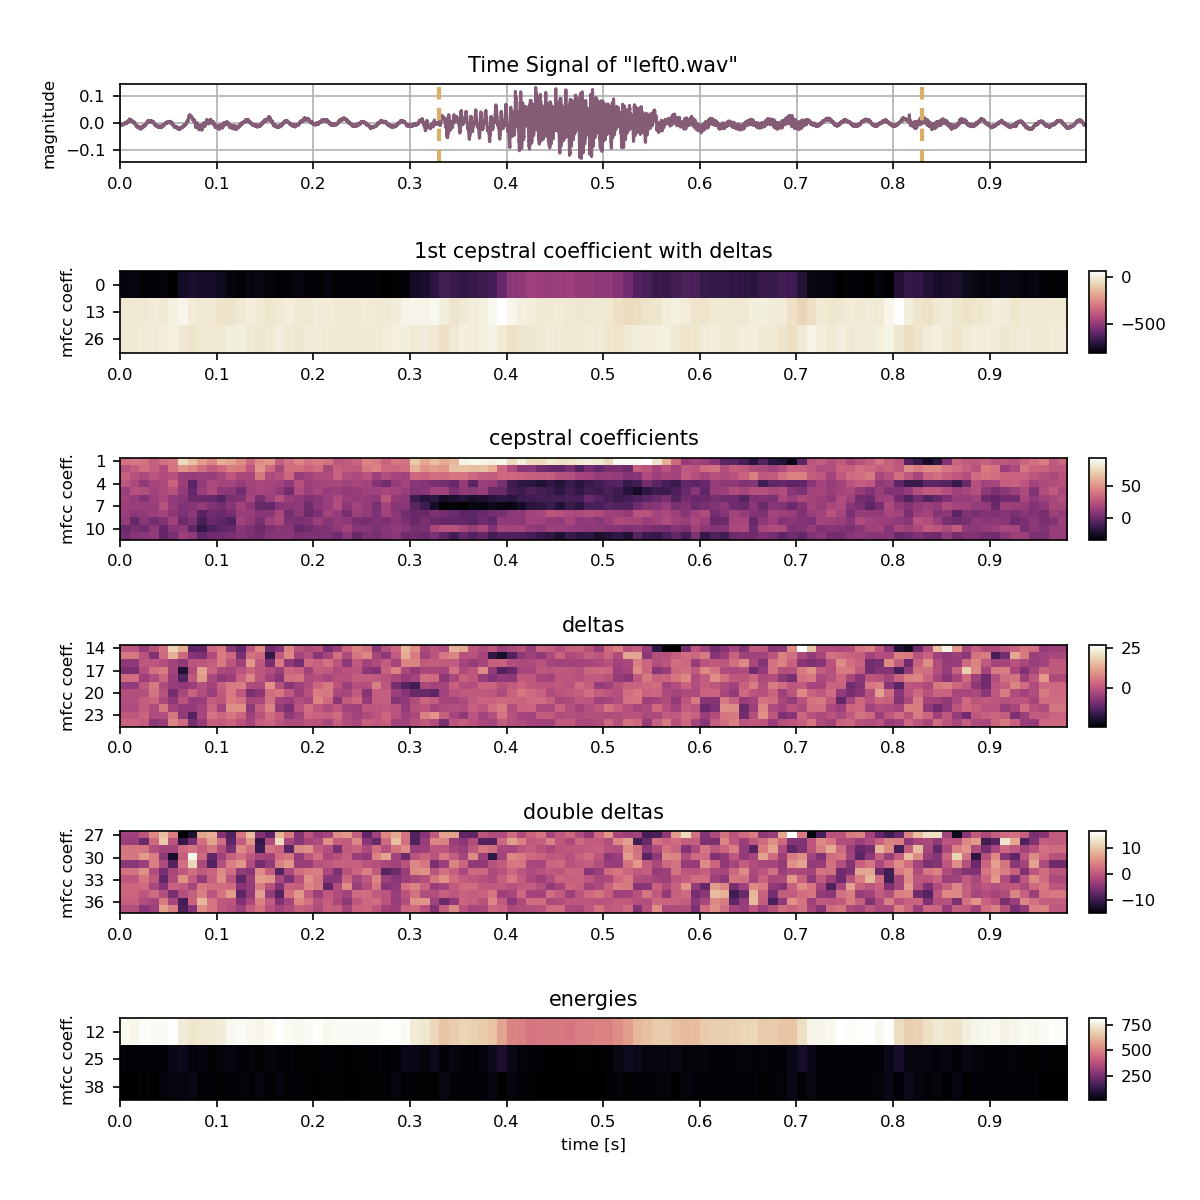 Time Signal of "left0.wav"
magnitude
0.1
0.0
−0.1
0.0 0.1 0.2 0.3 0.4 0.5 0.6 0.7 0.8 0.9
1st cepstral coefficient with deltas
mfcc coeff.
0
13
26
0
−500
0.0 0.1 0.2 0.3 0.4 0.5 0.6 0.7 0.8 0.9
cepstral coefficients
mfcc coeff.
1
4
7
10
50
0
0.0 0.1 0.2 0.3 0.4 0.5 0.6 0.7 0.8 0.9
deltas
mfcc coeff.
14
17
20
23
25
0
0.0 0.1 0.2 0.3 0.4 0.5 0.6 0.7 0.8 0.9
double deltas
mfcc coeff.
27
30
33
36
10
0
−10
0.0 0.1 0.2 0.3 0.4 0.5 0.6 0.7 0.8 0.9
energies
mfcc coeff.
12
25
38
750
500
250
0.0 0.1 0.2 0.3 0.4 0.5 0.6 0.7 0.8 0.9
time [s]